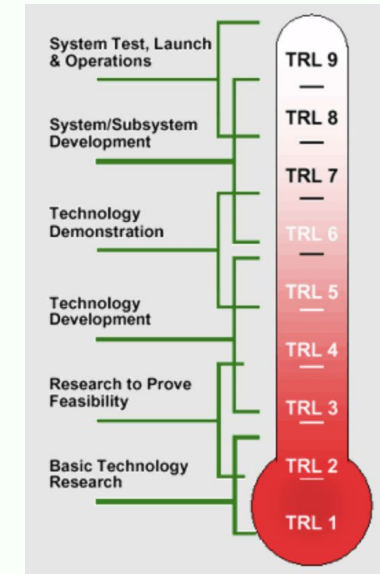 System Test, Launch
& Operations
System/Subsystem
Development
Technology
Demonstration
Technology
Development
Research to Prove
Feasibility
Basic Technology
Research
TRL 9
TRL 8
TRL 7
TRL 6
TRL 5
TRL 4
TRL 3
TRL 2
TRL 1